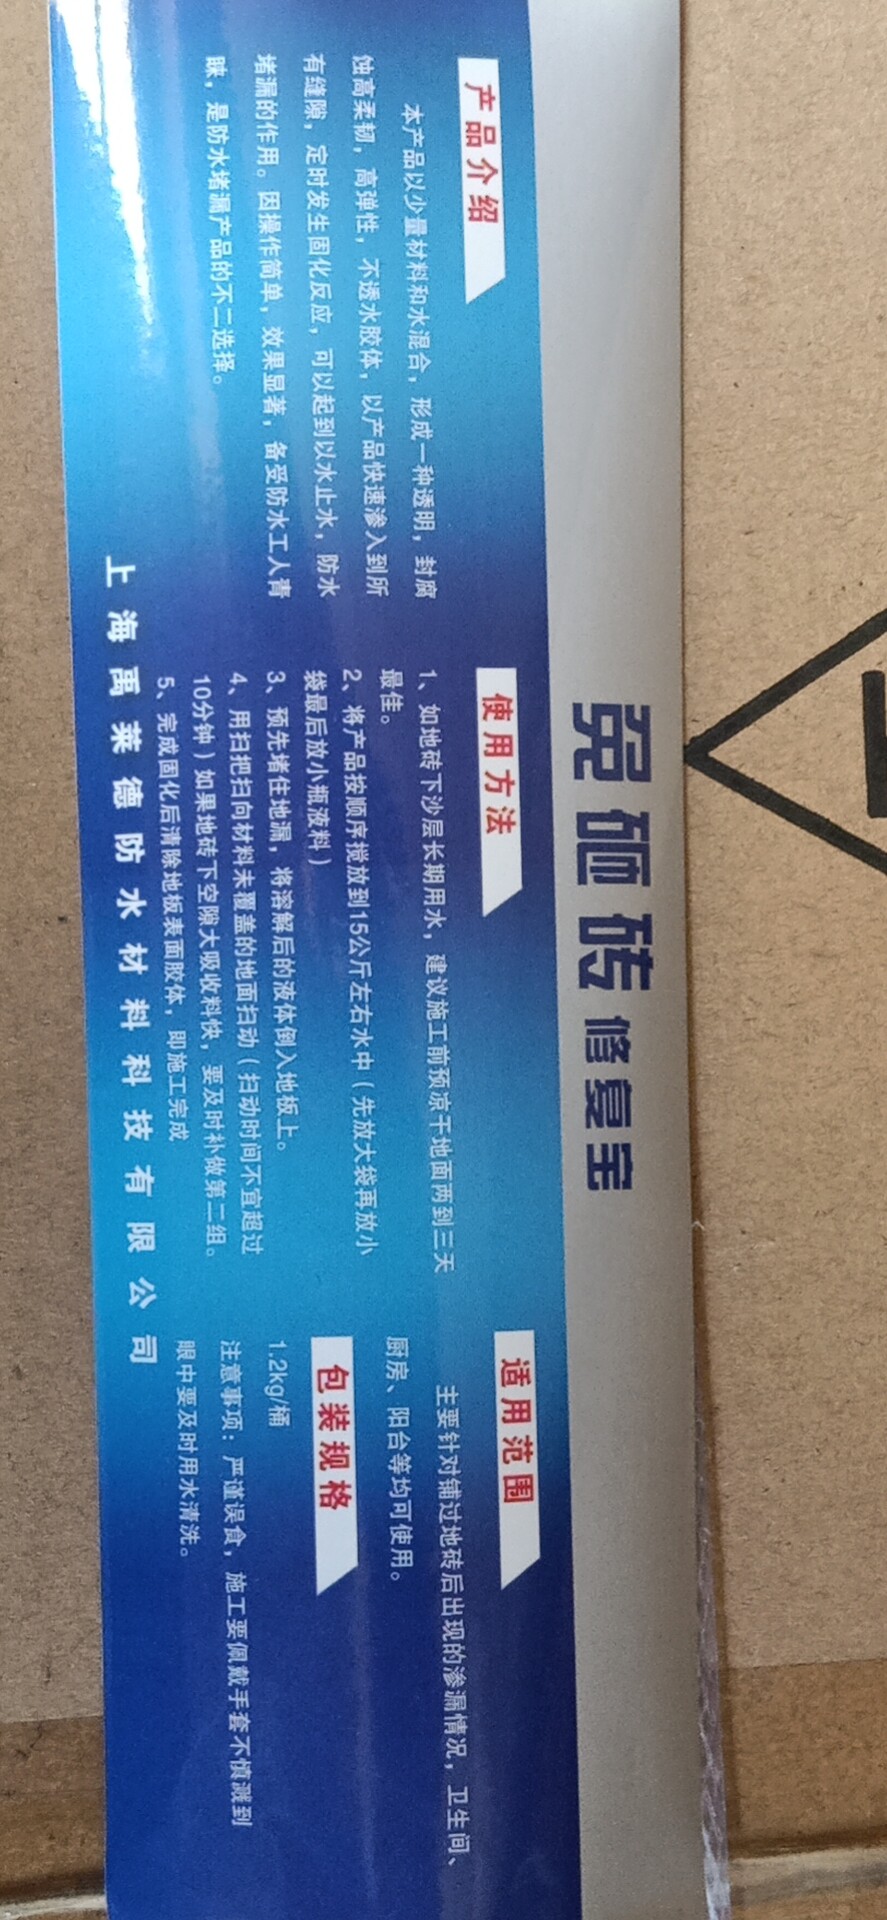 免砸砖修复宝
产品介绍
本产品以少量材料和水混合，形成一种透明，封腐
蚀高柔韧，高弹性，不透水胶体，以产品快速渗入到所
有缝隙，定时发生固化反应，可以起到以水止水，防水
堵漏的作用。因操作简单，效果显著，备受防水工人青
睐，是防水堵漏产品的不二选择。
使用方法
1、如地砖下沙层长期用水，建议施工前预凉干地面两到三天
最佳。
2、将产品按顺序搅放到15公斤左右水中（先放大袋再放小
袋最后放小瓶液料）
3、预先堵住地漏，将溶解后的液体倒入地板上。
4、用扫把扫向材料未覆盖的地面扫动（扫动时间不宜超过
10分钟）如果地砖下空隙大吸收料快，要及时补做第二组。
5、完成固化后清除地板表面胶体，即施工完成
适用范围
主要针对铺过地砖后出现的渗漏情况，卫生间、
厨房、阳台等均可使用。
包装规格
1.2kg/桶
注意事项：严谨误食，施工要佩戴手套不慎溅到
眼中要及时用水清洗。
上海禹莱德防水材料科技有限公司